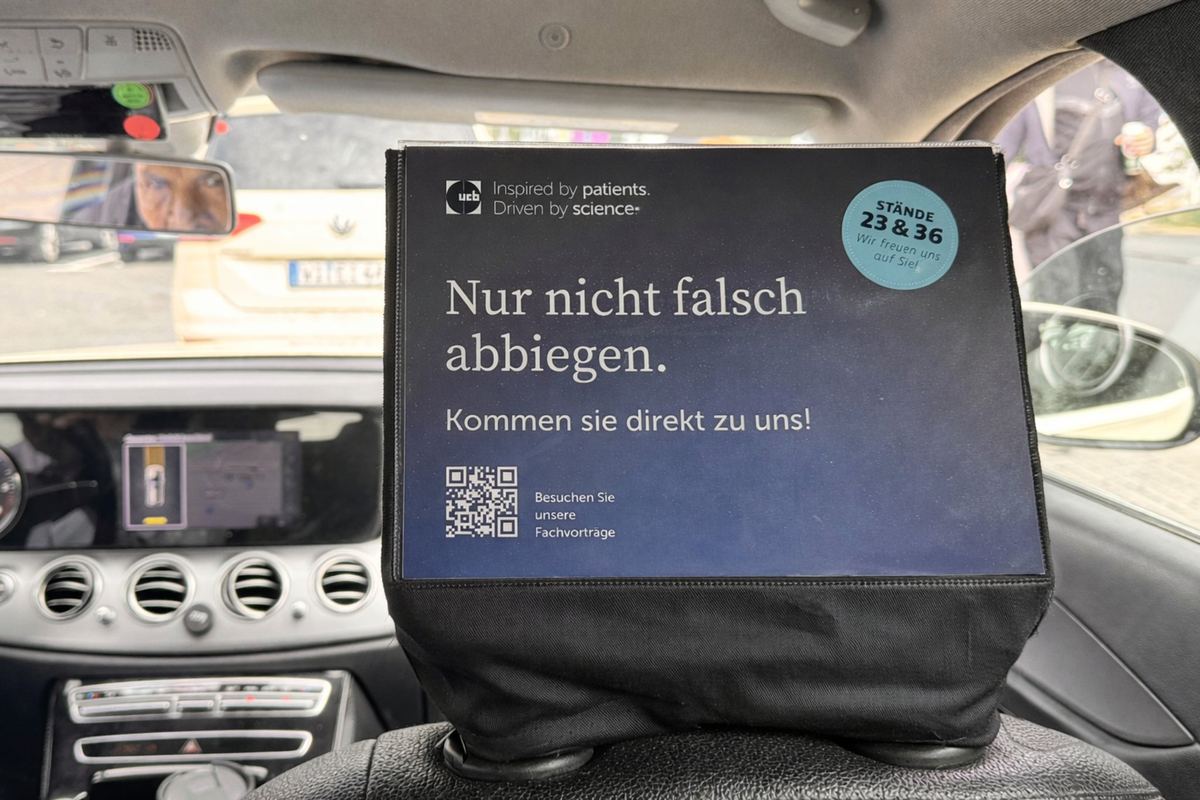 ucb
Inspired by patients.
Driven by science.
STÄNDE
23 & 36
Wir freuen uns
auf Sie!
Nur nicht falsch
abbiegen.
Kommen sie direkt zu uns!
Besuchen Sie
unsere
Fachvorträge